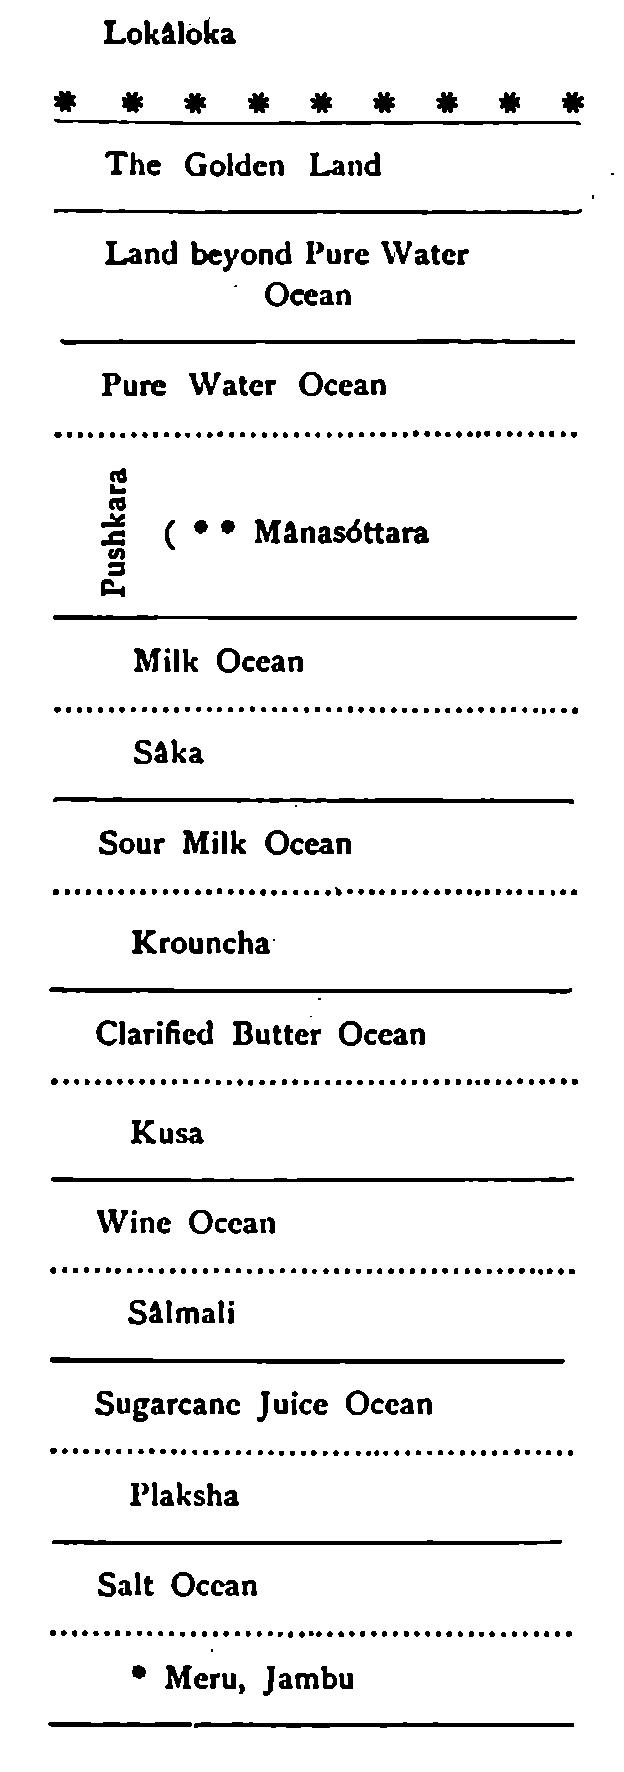 Lokâloka
* * * * * * * * *
The Golden Land
Land beyond Pure Water
Ocean
Pure Water Ocean
Pushkara
( • • Mânasóttara
Milk Ocean
Sâka
Sour Milk Ocean
Krouncha
Clarified Butter Ocean
Kusa
Wine Ocean
Sâlmali
Sugarcane Juice Ocean
Plaksha
Salt Ocean
• Meru, Jambu